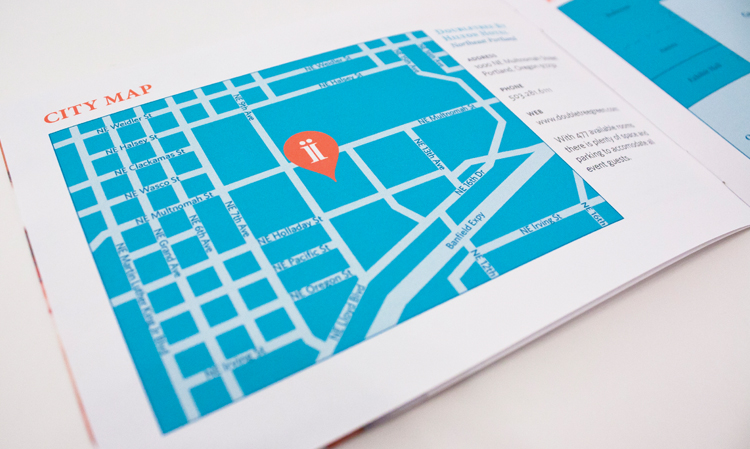 CITY MAP
DOUBLETREE BY
HILTON HOTEL
Northeast Portland
ADDRESS
1000 NE Multnomah Street
Portland, Oregon
PHONE
503-281-6111
WEB
www.doubletreegreen.com
With 477 available rooms
there is plenty of space and
parking to accomodate al
event guests.
NE Weidler St
NE Halsey St
NE Clackamas St
NE Wasco St
NE Multnomah St
NE Weidler St
NE Halsey St
NE 9th Ave
NE Multnomah St
NE 13th Ave
NE 16th Dr
NE Martin Luther King Jr Blvd
NE Grand Ave
NE 6th Ave
NE 7th Ave
NE Holladay St
NE Pacific St
NE Oregon St
NE Lloyd Blvd
Banfield Expy
NE 12th
NE Irving St
NE 16th
NE Irving St